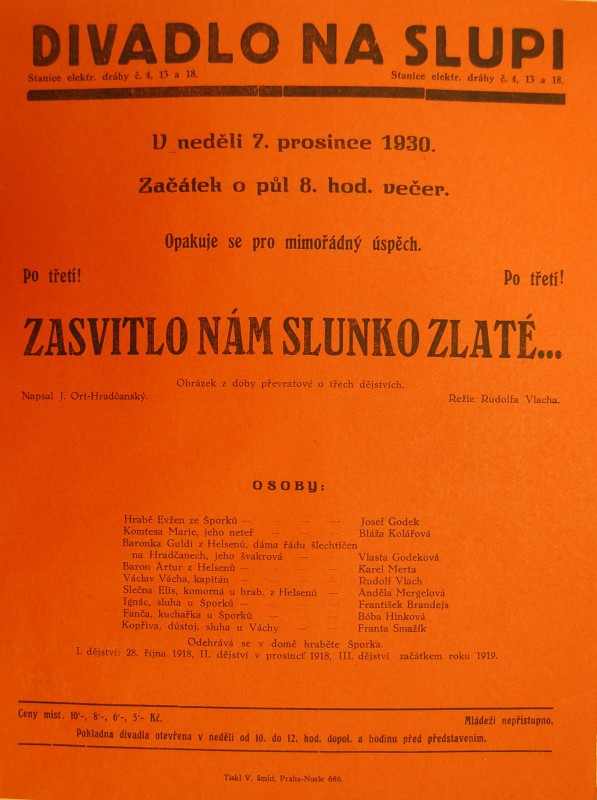 DIVADLO NA SLUPI
Stanice elektr. dráhy č. 4, 13 a 18. Stanice elektr. dráhy č. 4, 13 a 18.
V neděli 7. prosince 1930.
Začátek o půl 8. hod. večer.
Opakuje se pro mimořádný úspěch.
Po třetí! Po třetí!
ZASVITLO NÁM SLUNKO ZLATÉ...
Obrázek z doby převratové o třech dějstvích.
Napsal J. Ort-Hradčanský. Režie Rudolfa Vlacha.
OSOBY:
Hrabě Evžen ze Šporků — — — Josef Godek
Komtesa Marie, jeho neteř — — — Bláža Kolářová
Baronka Guldi z Helsenů, dáma řádu šlechtičen
na Hradčanech, jeho švakrová — — Vlasta Godeková
Baron Artur z Helsenů — — — Karel Merta
Václav Vácha, kapitán — — — Rudolf Vlach
Slečna Elis, komorná u hrab. z Helsenů — Anděla Mergelová
Ignác, sluha u Šporků — — — František Brandejs
Fanča, kuchařka u Šporků — — — Bóba Hinková
Kopřiva, důstoj. sluha u Váchy — — Franta Smažík
Odehrává se v domě hraběte Šporka.
I. dějství: 28. října 1918, II. dějství v prosinci 1918, III. dějství začátkem roku 1919.
Ceny míst. 10·-, 8·-, 6·-, 5·- Kč. Mládeži nepřístupno.
Pokladna divadla otevřena v neděli od 10. do 12. hod. dopol. a hodinu před představením.
Tiskl V. Šmíd, Praha-Nusle 686.